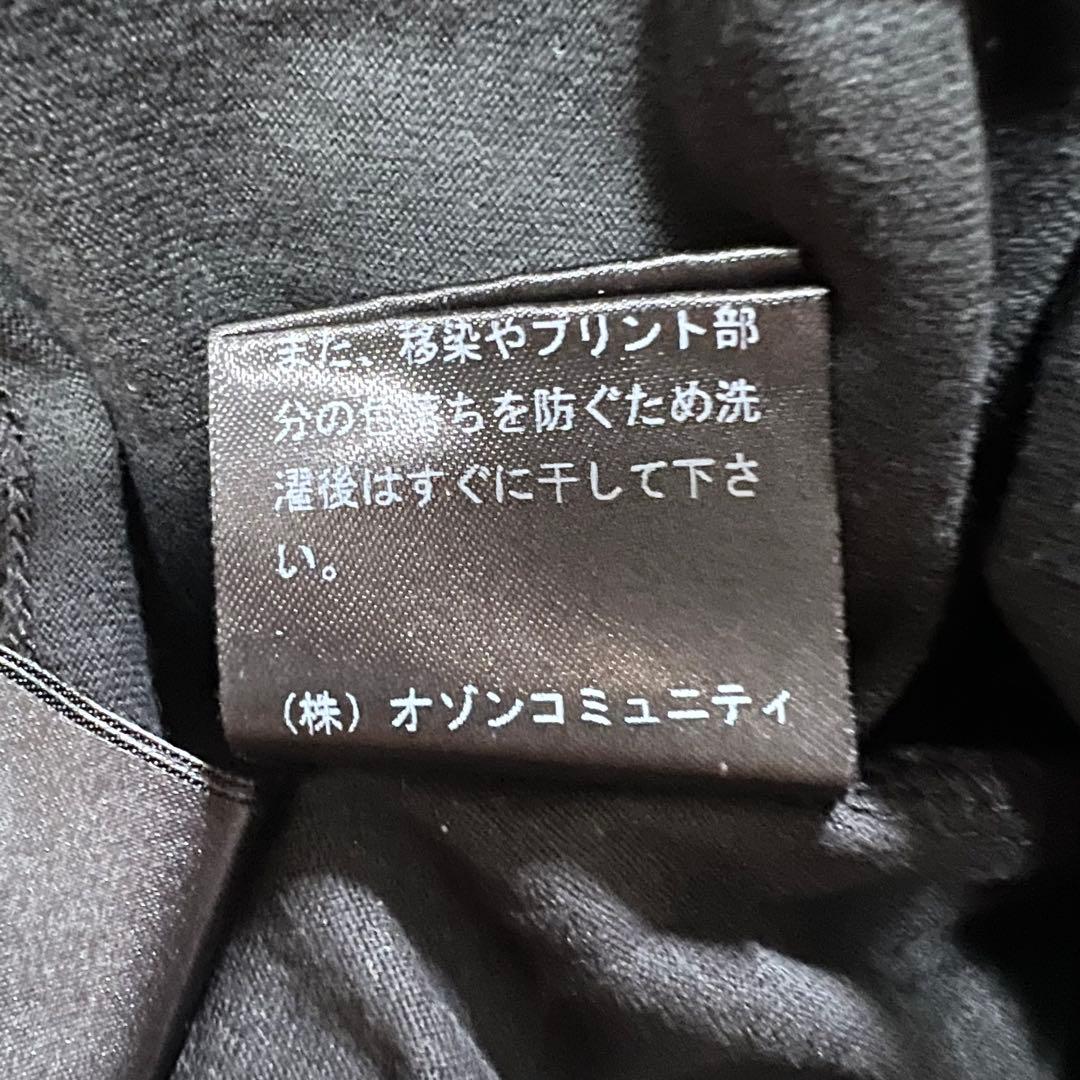 また、移染やプリント部
分の色落ちを防ぐため洗
濯後はすぐに干して下さ
い。
(株)オゾンコミュニティ